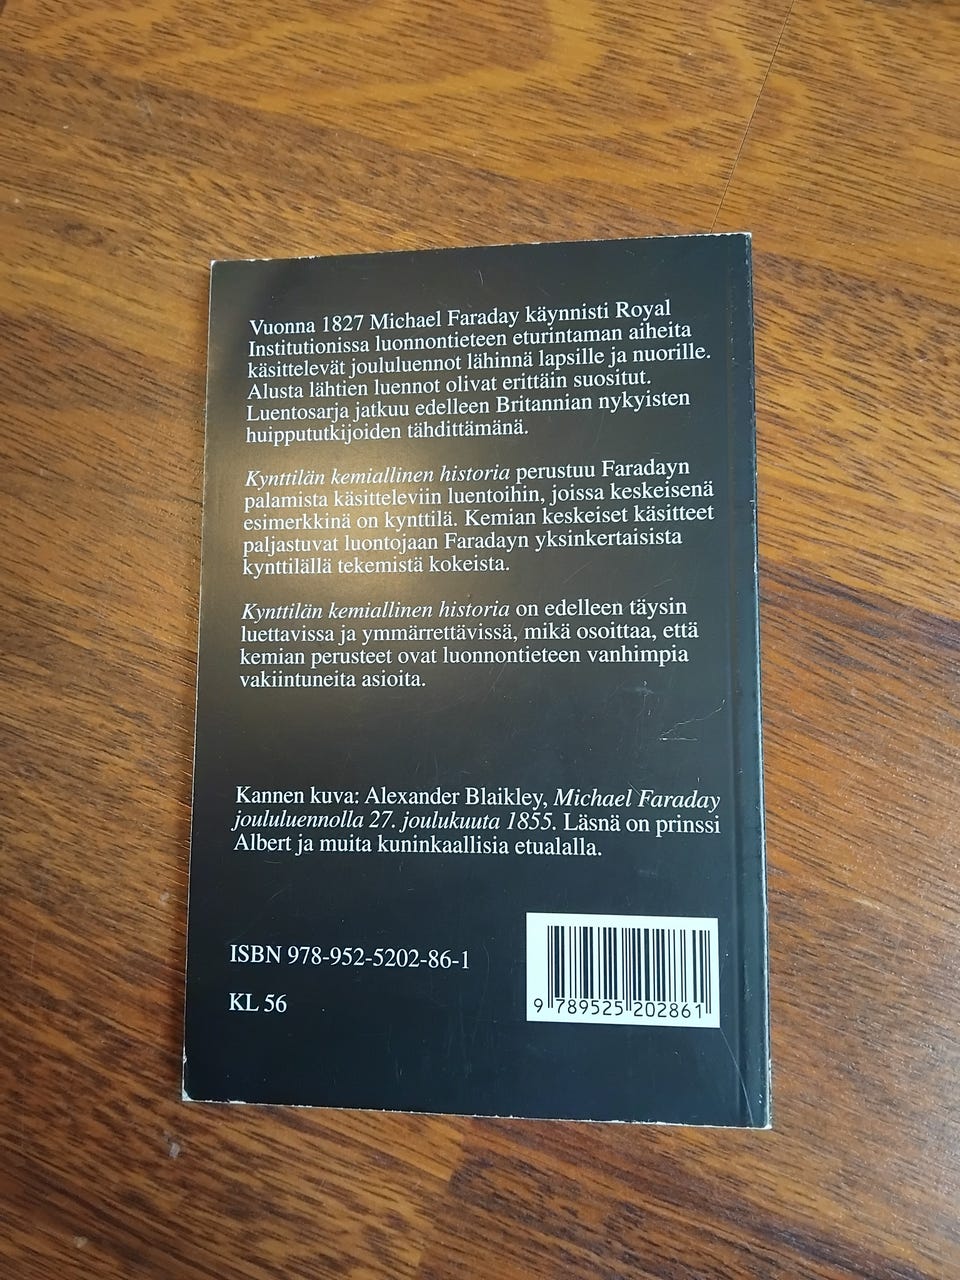 Vuonna 1827 Michael Faraday käynnisti Royal
Institutionissa luonnontieteen eturintaman aiheita
käsittelevät joululuennot lähinnä lapsille ja nuorille.
Alusta lähtien luennot olivat erittäin suositut.
Luentosarja jatkuu edelleen Britannian nykyisten
huippututkijoiden tähdittämänä.
Kynttilän kemiallinen historia perustuu Faradayn
palamista käsitteleviin luentoihin, joissa keskeisenä
esimerkkinä on kynttilä. Kemian keskeiset käsitteet
paljastuvat luontojaan Faradayn yksinkertaisista
kynttilällä tekemistä kokeista.
Kynttilän kemiallinen historia on edelleen täysin
luettavissa ja ymmärrettävissä, mikä osoittaa, että
kemian perusteet ovat luonnontieteen vanhimpia
vakiintuneita asioita.
Kannen kuva: Alexander Blaikley, Michael Faraday
joululuennolla 27. joulukuuta 1855. Läsnä on prinssi
Albert ja muita kuninkaallisia etualalla.
ISBN 978-952-5202-86-1
KL 56
9 789525 202861